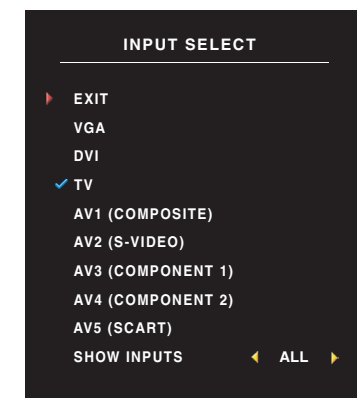 INPUT SELECT
EXIT
VGA
DVI
TV
AV1 (COMPOSITE)
AV2 (S-VIDEO)
AV3 (COMPONENT 1)
AV4 (COMPONENT 2)
AV5 (SCART)
SHOW INPUTS ALL